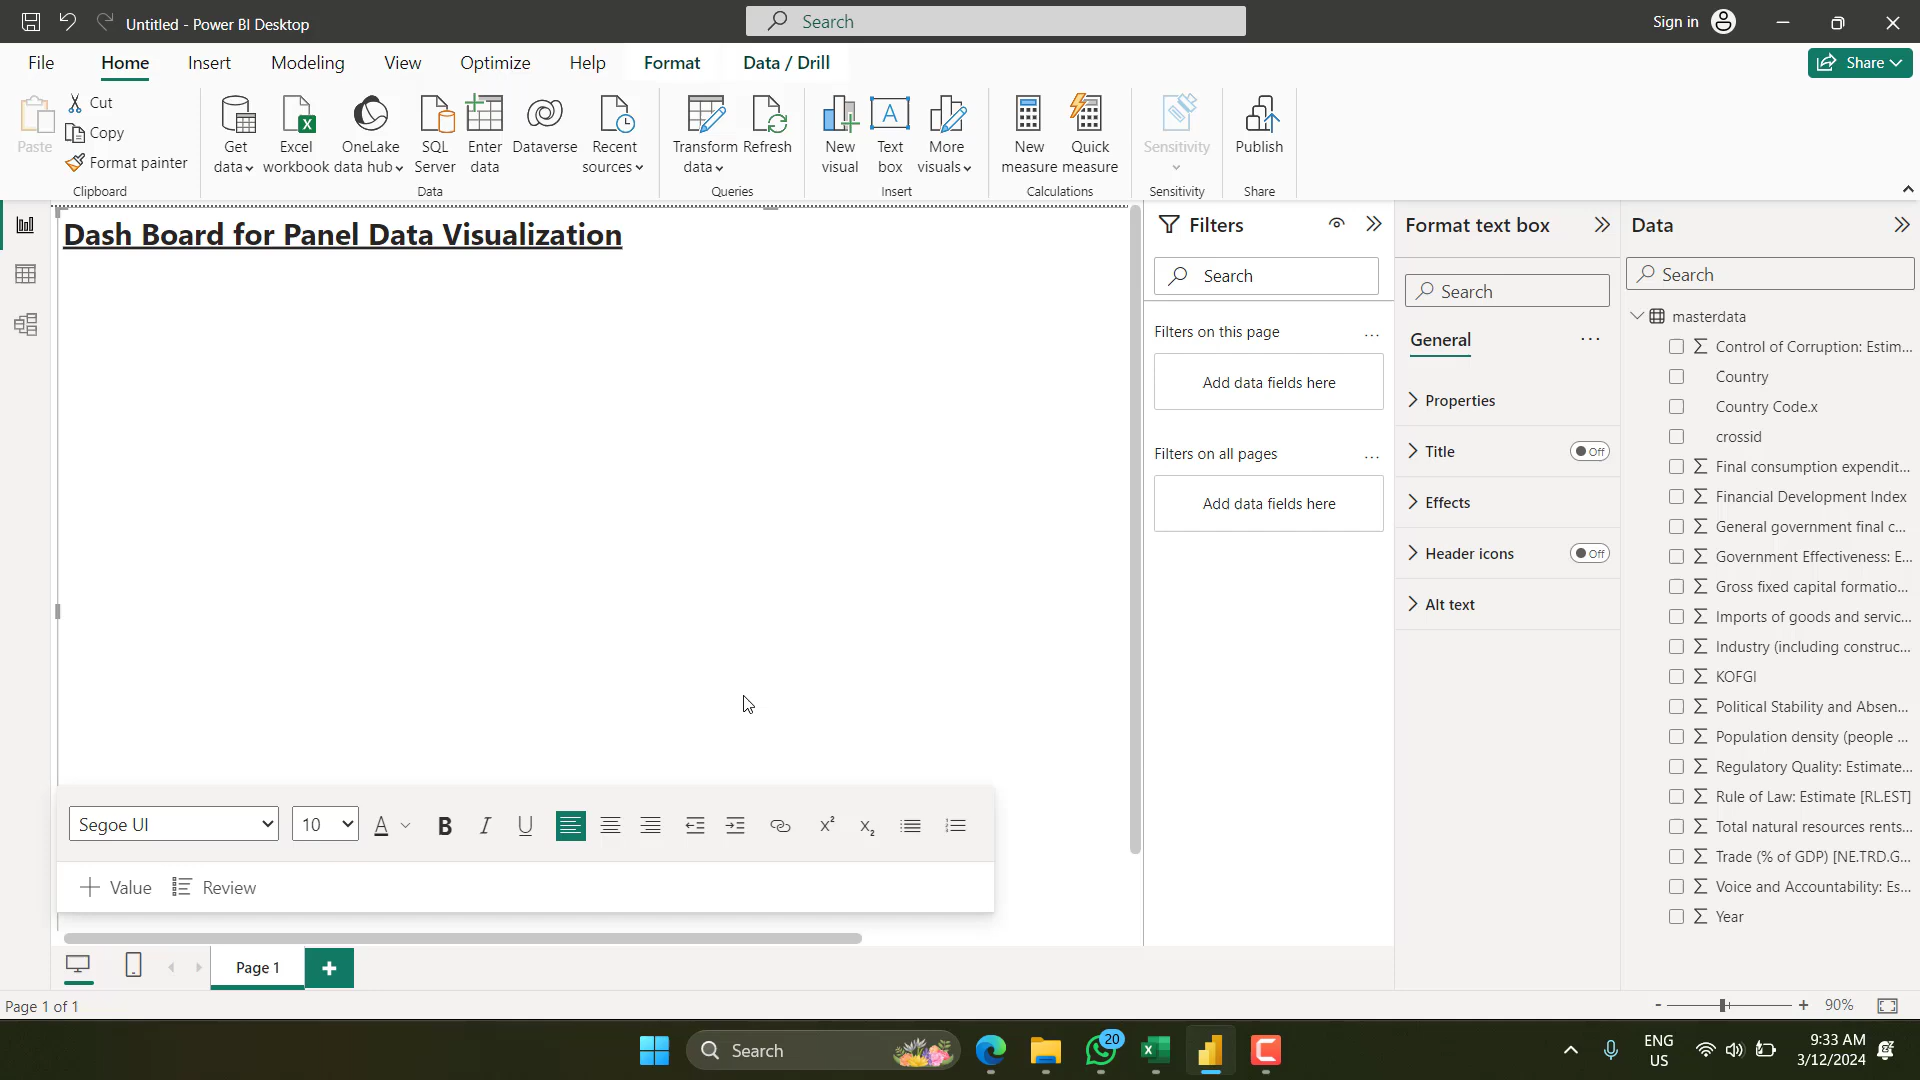 Untitled - Power BI Desktop
Search
Sign in
File
Home
Insert
Modeling
View
Optimize
Help
Format
Data / Drill
Share
Paste
Cut
Copy
Format painter
Clipboard
Get data
Excel workbook
OneLake data hub
SQL Server
Enter data
Dataverse
Recent sources
Data
Transform data
Refresh
Queries
New visual
A
Text box
More visuals
Insert
New measure
Quick measure
Calculations
Sensitivity
Sensitivity
Publish
Share
Dash Board for Panel Data Visualization
Filters
Search
Filters on this page
...
Add data fields here
Filters on all pages
...
Add data fields here
Format text box
Search
General
...
Properties
Title
Off
Effects
Header icons
Off
Alt text
Data
Search
masterdata
Control of Corruption: Estim...
Country
Country Code.x
crossid
Final consumption expendit...
Financial Development Index
General government final c...
Government Effectiveness: E...
Gross fixed capital formatio...
Imports of goods and servic...
Industry (including construc...
KOFGI
Political Stability and Absen...
Population density (people ...
Regulatory Quality: Estimate...
Rule of Law: Estimate [RL.EST]
Total natural resources rents...
Trade (% of GDP) [NE.TRD.G...
Voice and Accountability: Es...
Year
Segoe UI
10
A
B
I
U
x²
x₂
Value
Review
Page 1
+
Page 1 of 1
- + 90%
Search
20
ENG
US
9:33 AM
3/12/2024